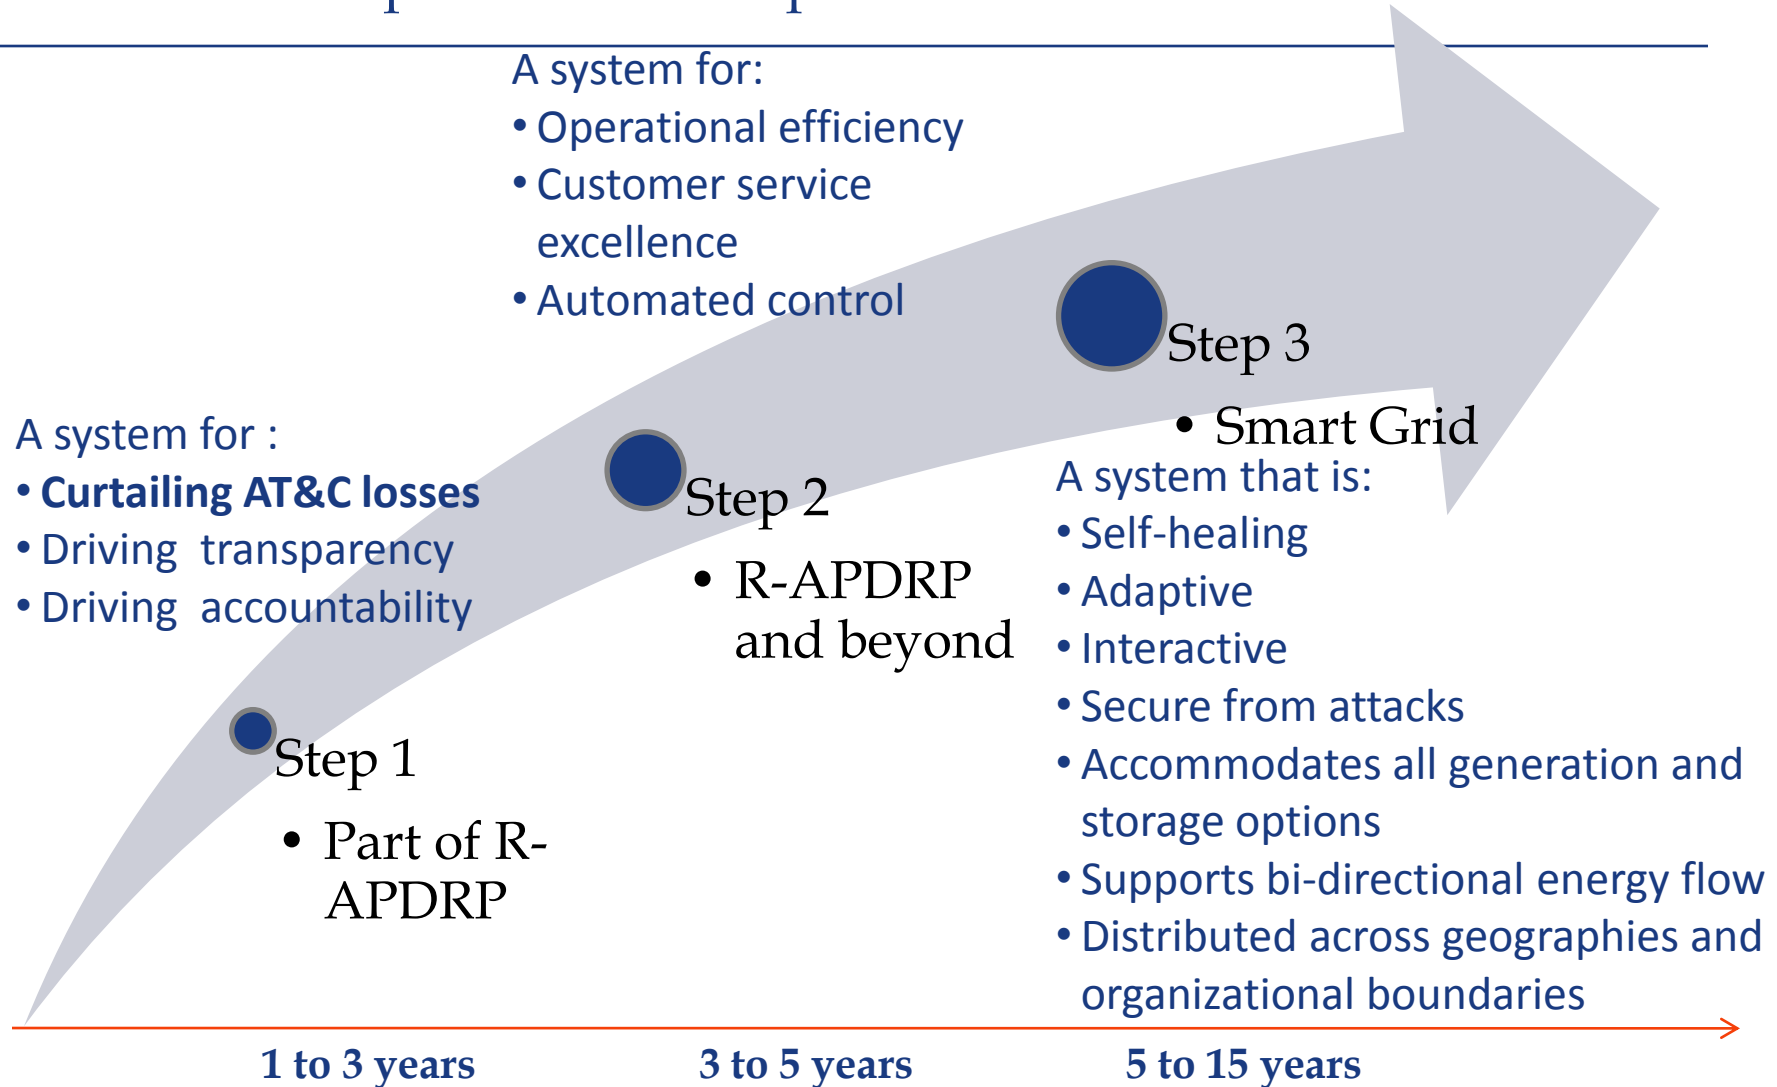 A system for:
• Operational efficiency
• Customer service
excellence
• Automated control
A system for :
• Curtailing AT&C losses
• Driving transparency
• Driving accountability
Step 1
• Part of R-
APDRP
Step 2
• R-APDRP
and beyond
Step 3
• Smart Grid
A system that is:
• Self-healing
• Adaptive
• Interactive
• Secure from attacks
• Accommodates all generation and
storage options
• Supports bi-directional energy flow
• Distributed across geographies and
organizational boundaries
1 to 3 years
3 to 5 years
5 to 15 years